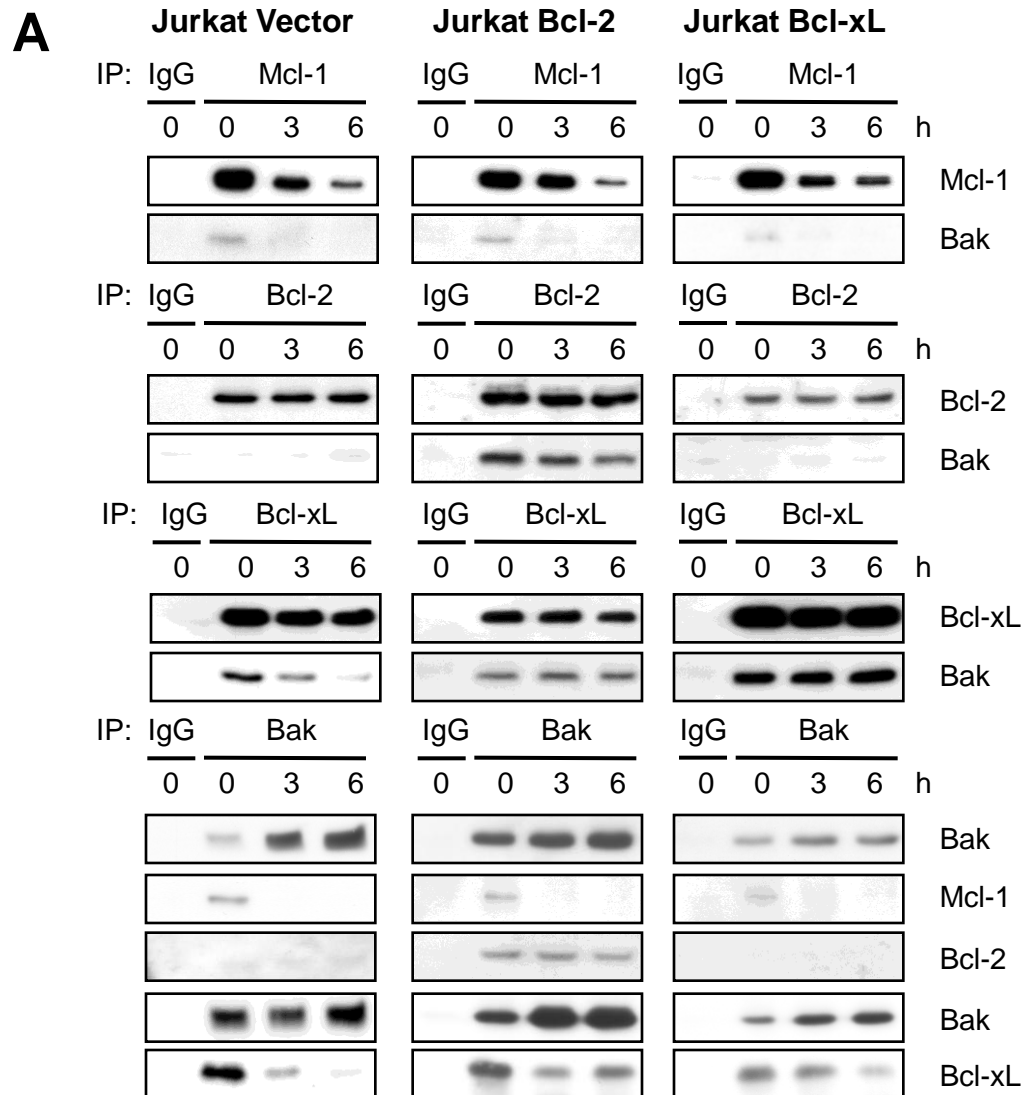 A
Jurkat Vector Jurkat Bcl-2 Jurkat Bcl-xL
IP: IgG Mcl-1 IgG Mcl-1 IgG Mcl-1
0 0 3 6 0 0 3 6 0 0 3 6 h
Mcl-1
Bak
IP: IgG Bcl-2 IgG Bcl-2 IgG Bcl-2
0 0 3 6 0 0 3 6 0 0 3 6 h
Bcl-2
Bak
IP: IgG Bcl-xL IgG Bcl-xL IgG Bcl-xL
0 0 3 6 0 0 3 6 0 0 3 6 h
Bcl-xL
Bak
IP: IgG Bak IgG Bak IgG Bak
0 0 3 6 0 0 3 6 0 0 3 6 h
Bak
Mcl-1
Bcl-2
Bak
Bcl-xL